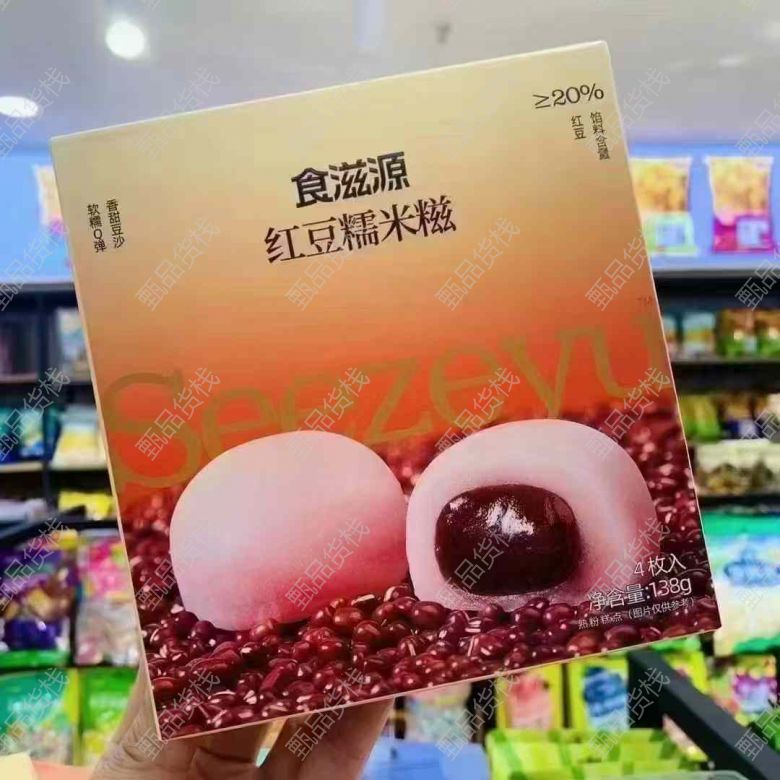 ≥20%
馅料含量
红豆
香甜豆沙
软糯Q弹
食滋源
红豆糯米糍
Seezeyu™
4枚入
净含量:138g
热粉糕点（图片仅供参考）
甄品货栈